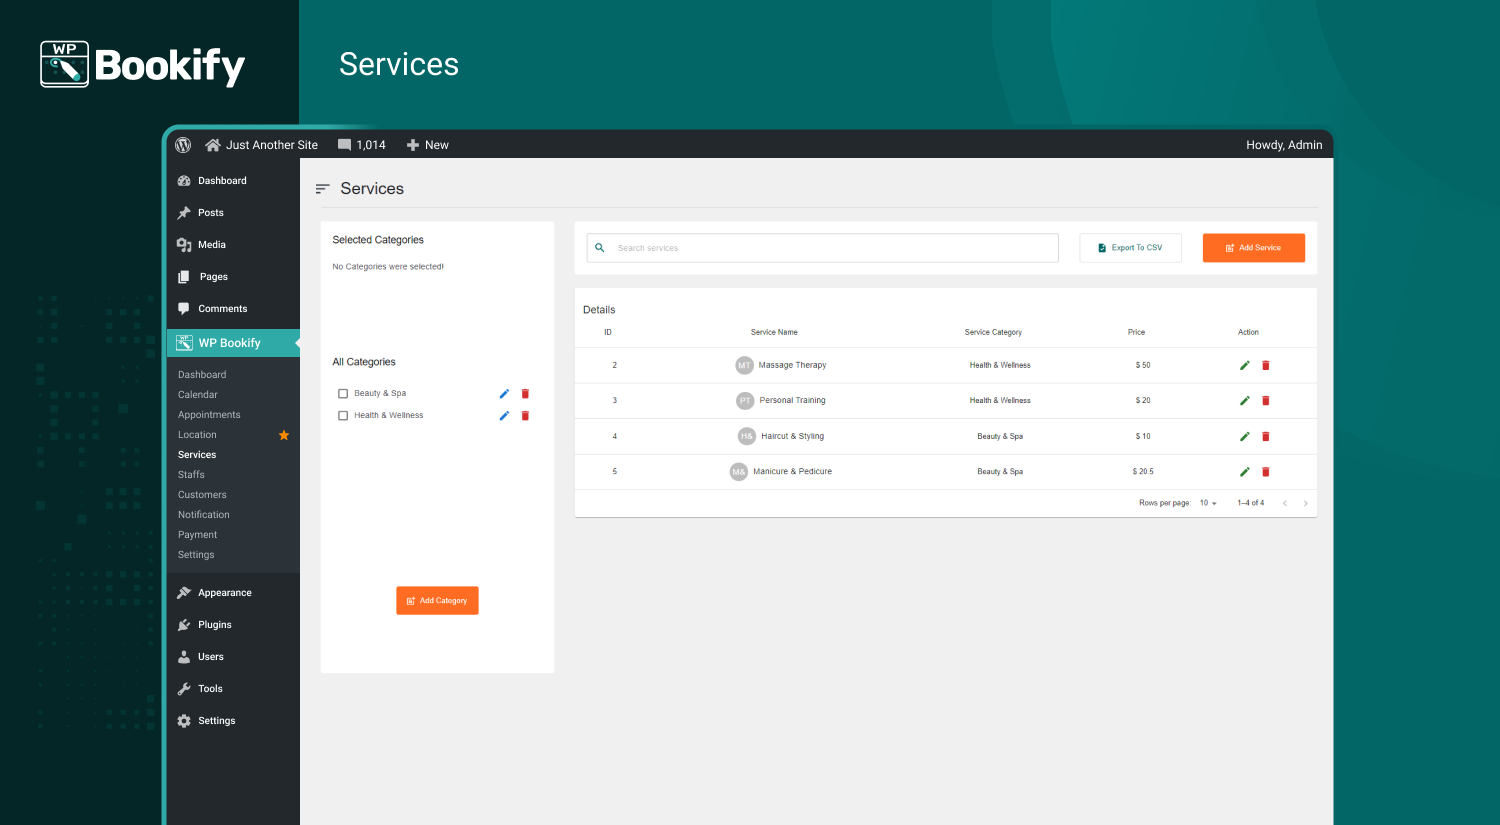 WP
Bookify
Services
Just Another Site 1,014 New Howdy, Admin
Dashboard
Posts
Media
Pages
Comments
WP Bookify
Dashboard
Calendar
Appointments
Location
Services
Staffs
Customers
Notification
Payment
Settings
Appearance
Plugins
Users
Tools
Settings
Services
Selected Categories
No Categories were selected!
All Categories
Beauty & Spa
Health & Wellness
Add Category
Search services Export To CSV Add Service
Details
ID Service Name Service Category Price Action
2 MT Massage Therapy Health & Wellness $ 50
3 PT Personal Training Health & Wellness $ 20
4 H& Haircut & Styling Beauty & Spa $ 10
5 M& Manicure & Pedicure Beauty & Spa $ 20.5
Rows per page: 10 1–4 of 4